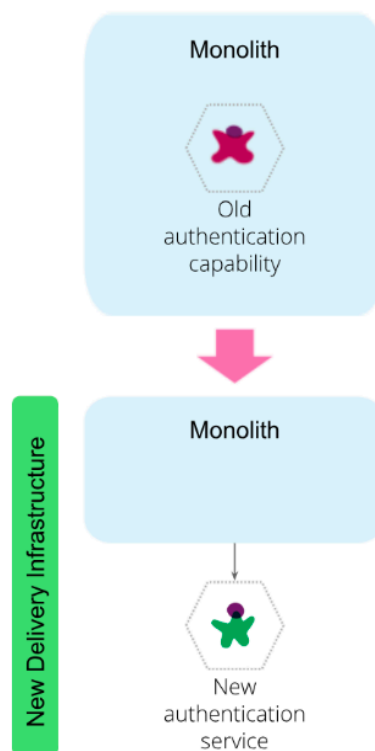 Monolith
Old
authentication
capability
New Delivery Infrastructure
Monolith
New
authentication
service